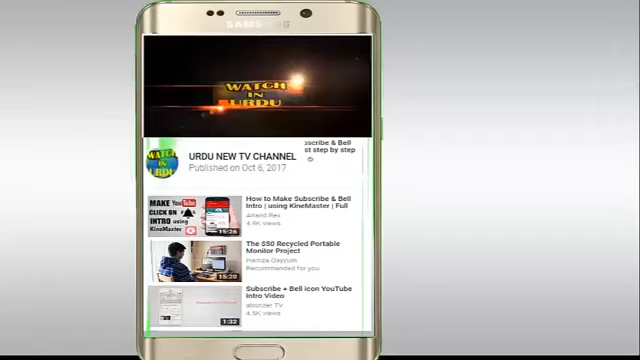 SAMSUNG
WATCH
IN
URDU
URDU NEW TV CHANNEL
Published on Oct 6, 2017
bscribe & Bell
st step by step
WATCH
IN
URDU
MAKE YouTube
CLICK ON
INTRO using
KineMaster
15:26
How to Make Subscribe & Bell
Intro | using KineMaster | Full
4.9K views
15:20
The $50 Recycled Portable
Monitor Project
Hamza Qayyum
Recommended for you
1:32
Subscribe + Bell icon YouTube
Intro Video
abonzer TV
4.5K views